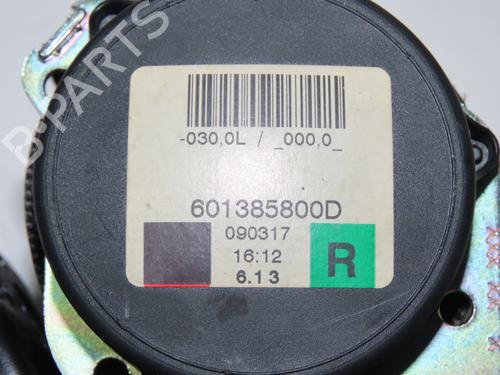 B-PARTS
-030,0L / _000,0_
601385800D
090317
16:12
6.13
R